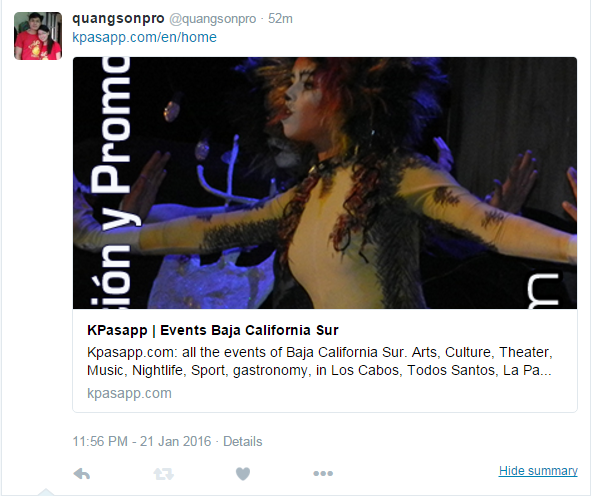 quangsonpro @quangsonpro · 52m
kpasapp.com/en/home
sión y Promo
m
KPasapp | Events Baja California Sur
Kpasapp.com: all the events of Baja California Sur. Arts, Culture, Theater,
Music, Nightlife, Sport, gastronomy, in Los Cabos, Todos Santos, La Pa...
kpasapp.com
11:56 PM - 21 Jan 2016 · Details
Hide summary